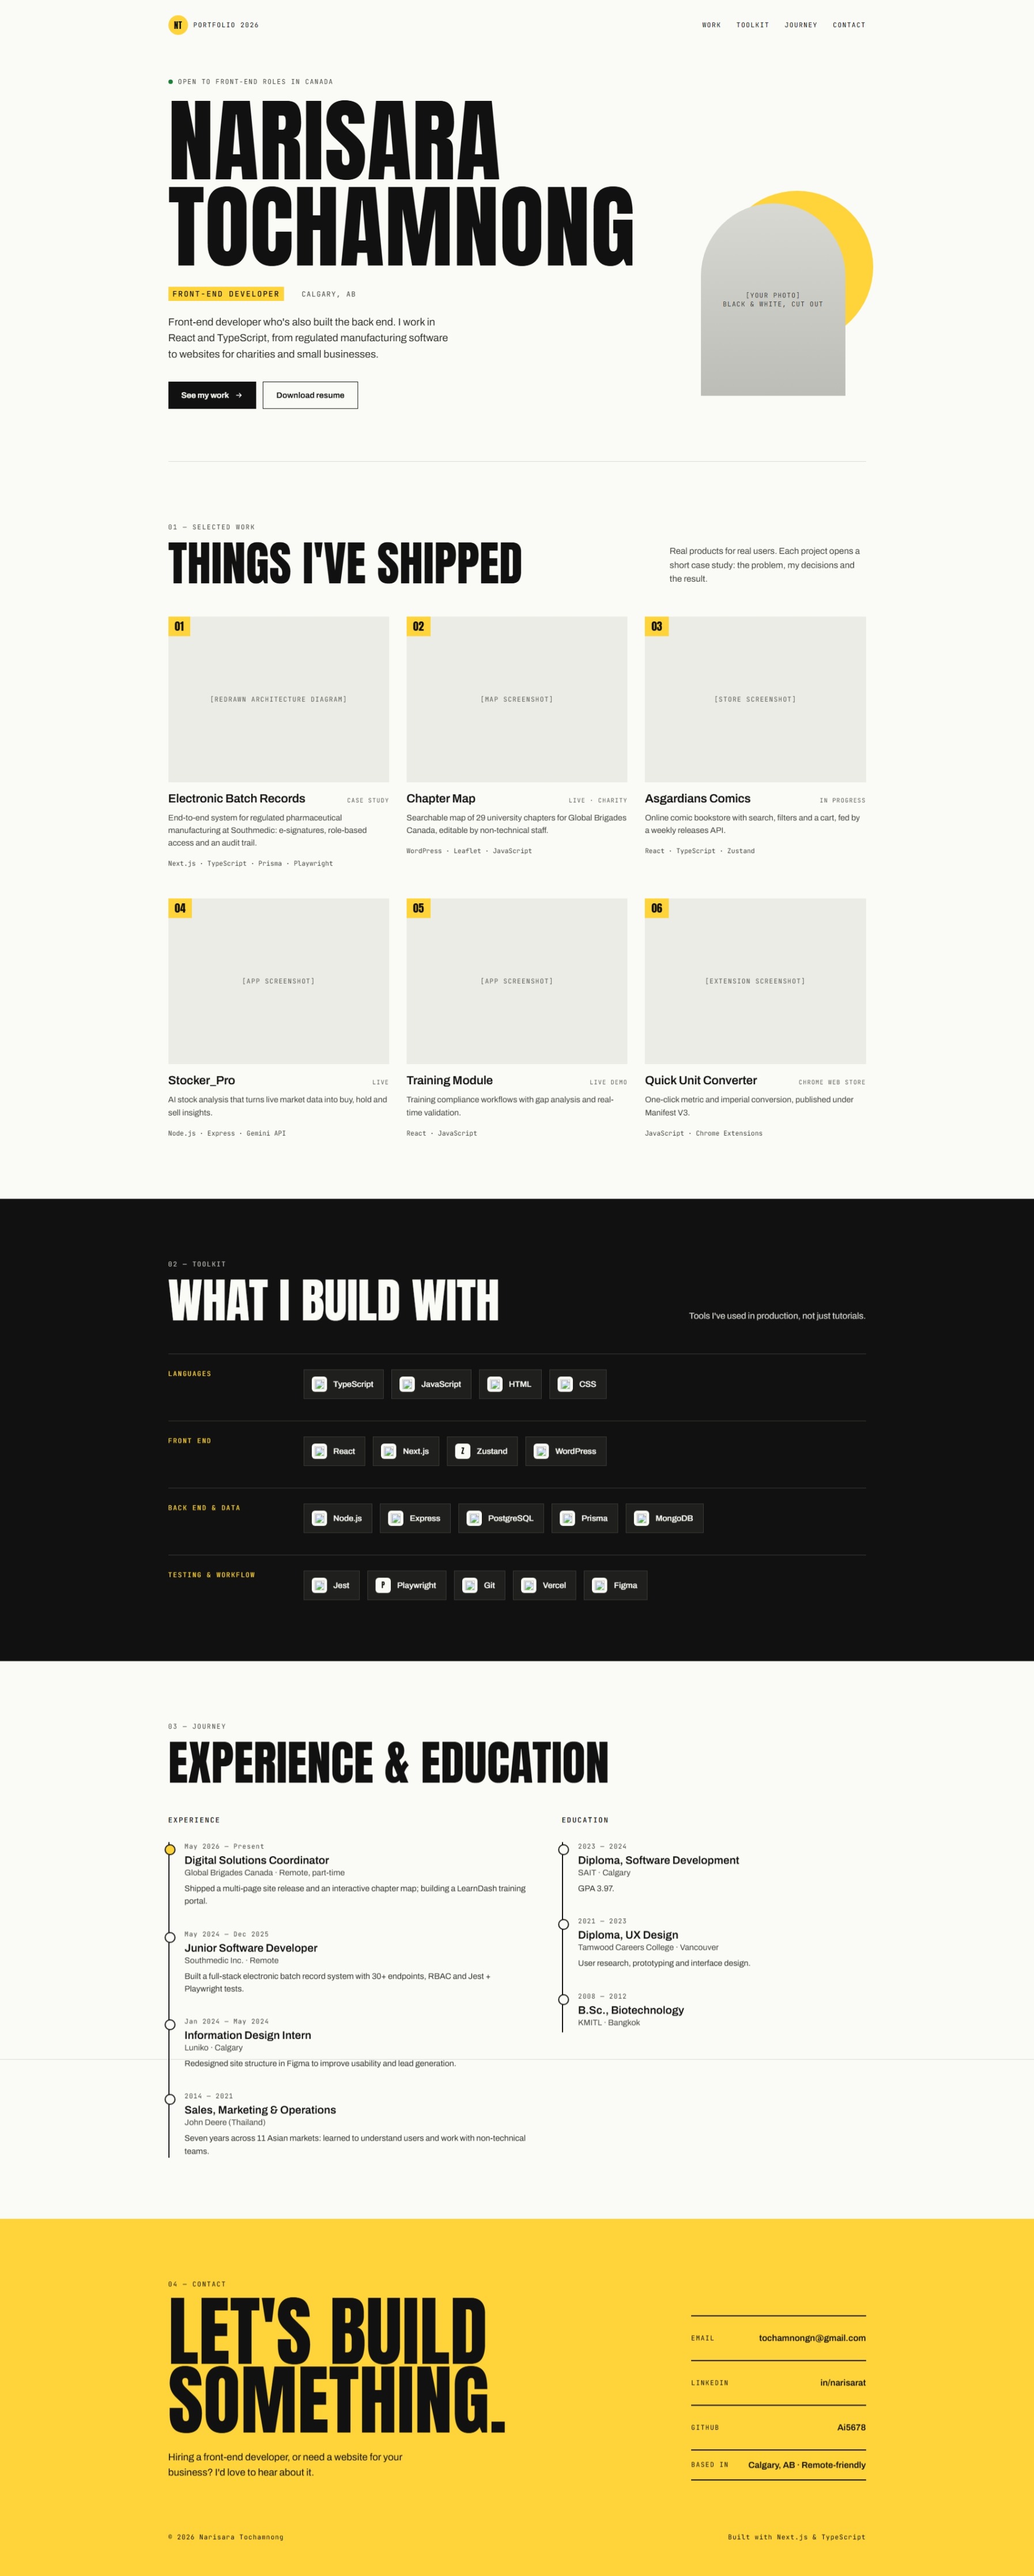 NT PORTFOLIO 2026
WORK TOOLKIT JOURNEY CONTACT
OPEN TO FRONT-END ROLES IN CANADA
NARISARA
TOCHAMNONG
[YOUR PHOTO]
BLACK & WHITE, CUT OUT
FRONT-END DEVELOPER CALGARY, AB
Front-end developer who's also built the back end. I work in
React and TypeScript, from regulated manufacturing software
to websites for charities and small businesses.
See my work → Download resume
01 — SELECTED WORK
THINGS I'VE SHIPPED
Real products for real users. Each project opens a
short case study: the problem, my decisions and
the result.
01
[REDRAWN ARCHITECTURE DIAGRAM]
Electronic Batch Records CASE STUDY
End-to-end system for regulated pharmaceutical
manufacturing at Southmedic: e-signatures, role-based
access and an audit trail.
Next.js · TypeScript · Prisma · Playwright
02
[MAP SCREENSHOT]
Chapter Map LIVE · CHARITY
Searchable map of 29 university chapters for Global Brigades
Canada, editable by non-technical staff.
WordPress · Leaflet · JavaScript
03
[STORE SCREENSHOT]
Asgardians Comics IN PROGRESS
Online comic bookstore with search, filters and a cart, fed by
a weekly releases API.
React · TypeScript · Zustand
04
[APP SCREENSHOT]
Stocker_Pro LIVE
AI stock analysis that turns live market data into buy, hold and
sell insights.
Node.js · Express · Gemini API
05
[APP SCREENSHOT]
Training Module LIVE DEMO
Training compliance workflows with gap analysis and real-
time validation.
React · JavaScript
06
[EXTENSION SCREENSHOT]
Quick Unit Converter CHROME WEB STORE
One-click metric and imperial conversion, published under
Manifest V3.
JavaScript · Chrome Extensions
02 — TOOLKIT
WHAT I BUILD WITH
Tools I've used in production, not just tutorials.
LANGUAGES
TypeScript JavaScript HTML CSS
FRONT END
React Next.js Z Zustand WordPress
BACK END & DATA
Node.js Express PostgreSQL Prisma MongoDB
TESTING & WORKFLOW
Jest P Playwright Git Vercel Figma
03 — JOURNEY
EXPERIENCE & EDUCATION
EXPERIENCE
May 2026 — Present
Digital Solutions Coordinator
Global Brigades Canada · Remote, part-time
Shipped a multi-page site release and an interactive chapter map; building a LearnDash training
portal.
May 2024 — Dec 2025
Junior Software Developer
Southmedic Inc. · Remote
Built a full-stack electronic batch record system with 30+ endpoints, RBAC and Jest +
Playwright tests.
Jan 2024 — May 2024
Information Design Intern
Luniko · Calgary
Redesigned site structure in Figma to improve usability and lead generation.
2014 — 2021
Sales, Marketing & Operations
John Deere (Thailand)
Seven years across 11 Asian markets: learned to understand users and work with non-technical
teams.
EDUCATION
2023 — 2024
Diploma, Software Development
SAIT · Calgary
GPA 3.97.
2021 — 2023
Diploma, UX Design
Tamwood Careers College · Vancouver
User research, prototyping and interface design.
2008 — 2012
B.Sc., Biotechnology
KMITL · Bangkok
04 — CONTACT
LET'S BUILD
SOMETHING.
Hiring a front-end developer, or need a website for your
business? I'd love to hear about it.
EMAIL tochamnongn@gmail.com
LINKEDIN in/narisarat
GITHUB Ai5678
BASED IN Calgary, AB · Remote-friendly
© 2026 Narisara Tochamnong
Built with Next.js & TypeScript